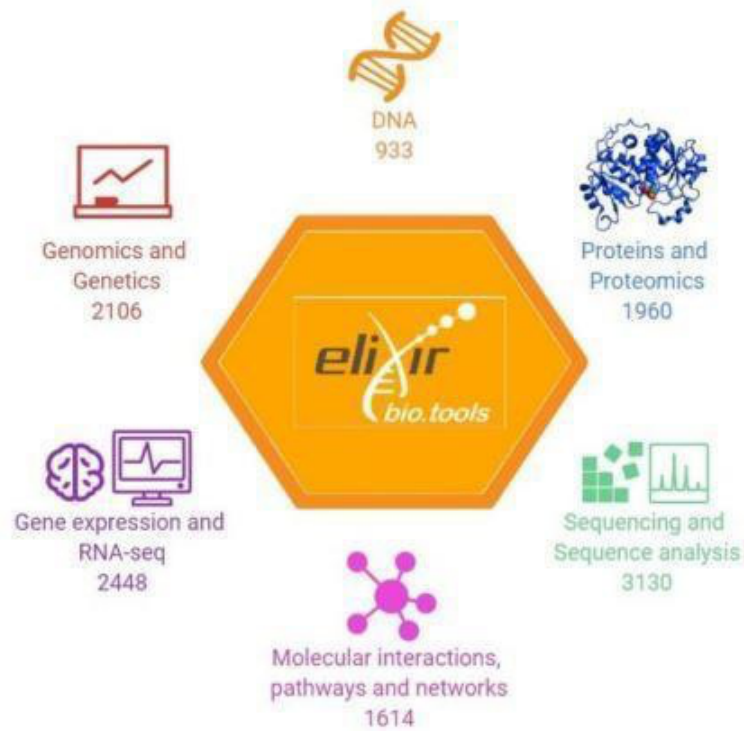 DNA
933
Genomics and
Genetics
2106
Proteins and
Proteomics
1960
elixir
bio.tools
Gene expression and
RNA-seq
2448
Sequencing and
Sequence analysis
3130
Molecular interactions,
pathways and networks
1614